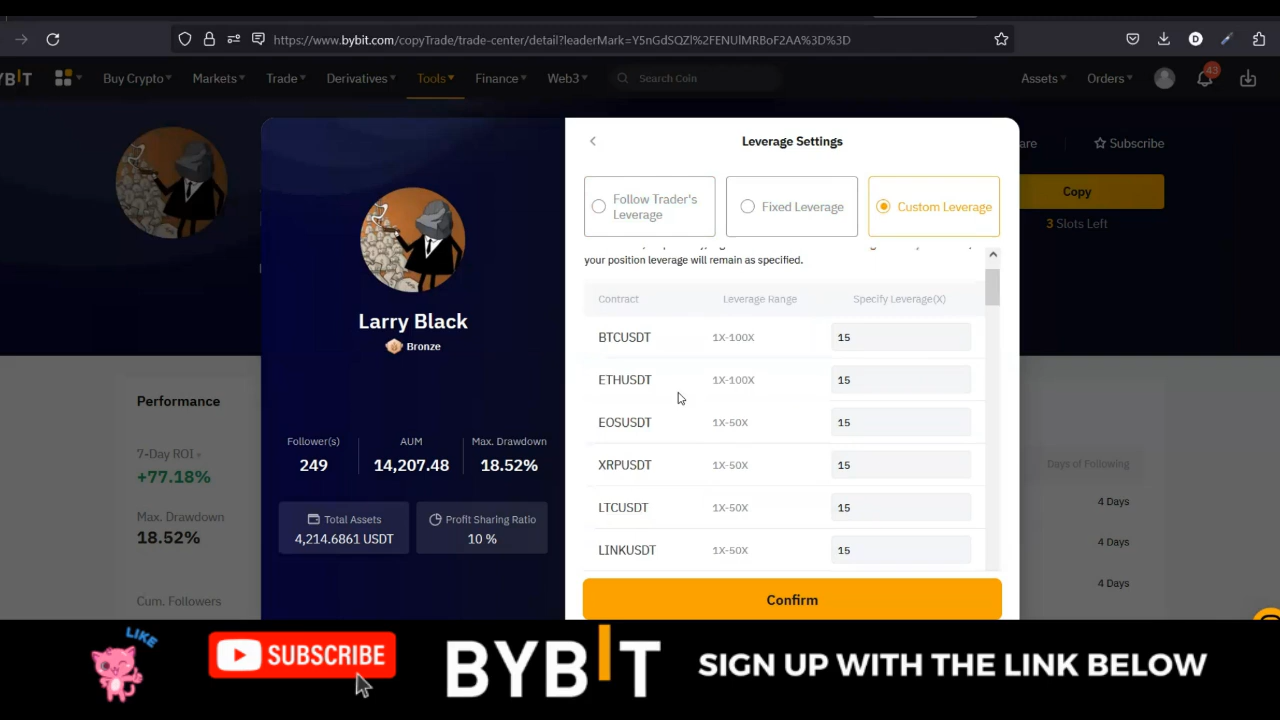 https://www.bybit.com/copyTrade/trade-center/detail?leaderMark=Y5nGdSQZl%2FENUlMRBoF2AA%3D%3D
D
YBIT
Buy Crypto
Markets
Trade
Derivatives
Tools
Finance
Web3
Search Coin
Assets
Orders
43
Subscribe
Copy
3 Slots Left
Performance
7-Day ROI
+77.18%
Max. Drawdown
18.52%
Cum. Followers
Larry Black
Bronze
Follower(s) AUM Max. Drawdown
249 14,207.48 18.52%
Total Assets
4,214.6861 USDT
Profit Sharing Ratio
10 %
Leverage Settings
Follow Trader's
Leverage
Fixed Leverage
Custom Leverage
your position leverage will remain as specified.
Contract Leverage Range Specify Leverage(X)
BTCUSDT 1X-100X 15
ETHUSDT 1X-100X 15
EOSUSDT 1X-50X 15
XRPUSDT 1X-50X 15
LTCUSDT 1X-50X 15
LINKUSDT 1X-50X 15
Confirm
Days of Following
4 Days
4 Days
4 Days
LIKE
SUBSCRIBE
BYBIT
SIGN UP WITH THE LINK BELOW